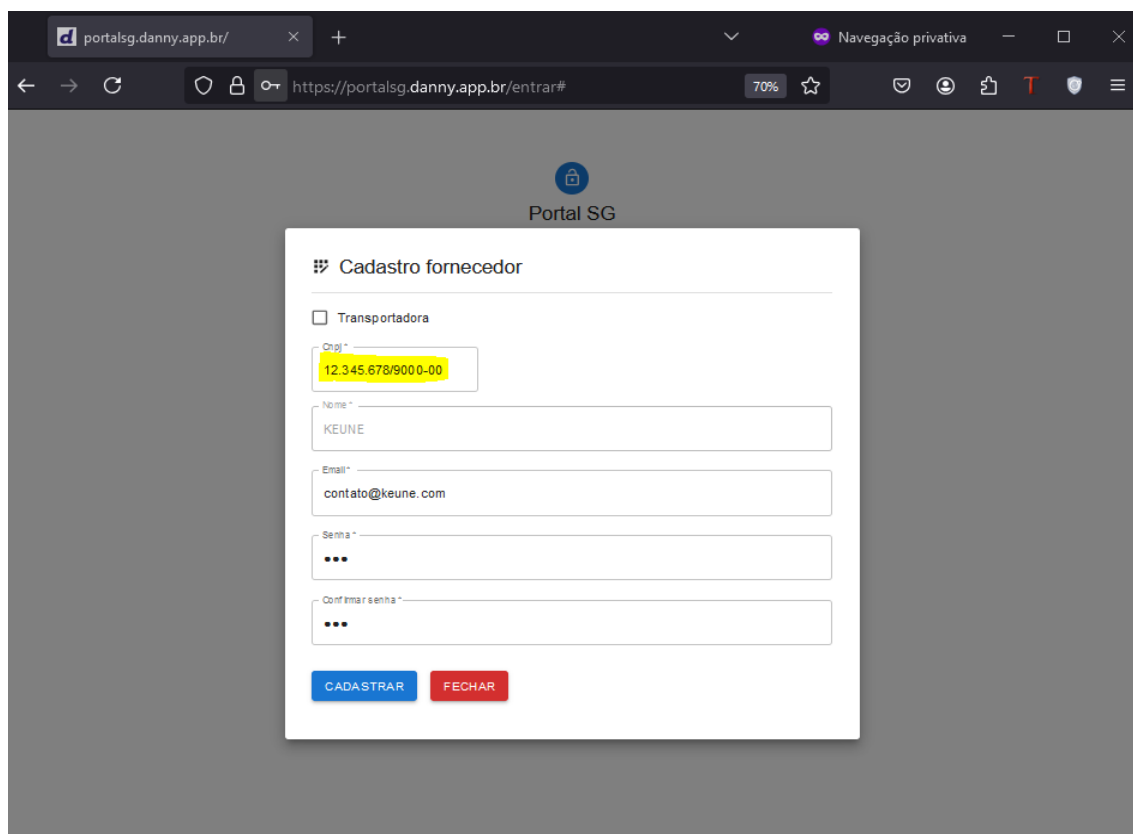 portalsg.danny.app.br/
Navegação privativa
https://portalsg.danny.app.br/entrar#
70%
Portal SG
Cadastro fornecedor
Transportadora
Cnpj *
12.345.678/9000-00
Nome *
KEUNE
Email *
contato@keune.com
Senha *
•••
Confirmar senha *
•••
CADASTRAR FECHAR